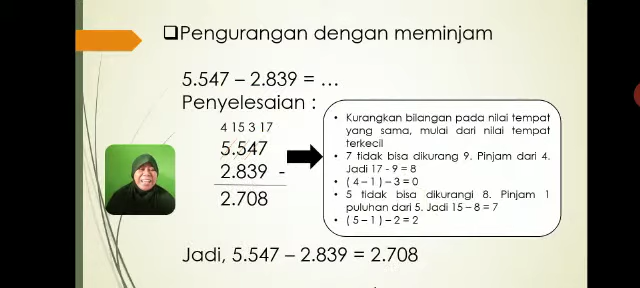 ❑Pengurangan dengan meminjam
5.547 – 2.839 = …
Penyelesaian :
4 15 3 17
5.547
2.839 -
2.708
• Kurangkan bilangan pada nilai tempat
yang sama, mulai dari nilai tempat
terkecil
• 7 tidak bisa dikurang 9. Pinjam dari 4.
Jadi 17 - 9 = 8
• ( 4 – 1 ) – 3 = 0
• 5 tidak bisa dikurangi 8. Pinjam 1
puluhan dari 5. Jadi 15 – 8 = 7
• ( 5 – 1 ) – 2 = 2
Jadi, 5.547 – 2.839 = 2.708